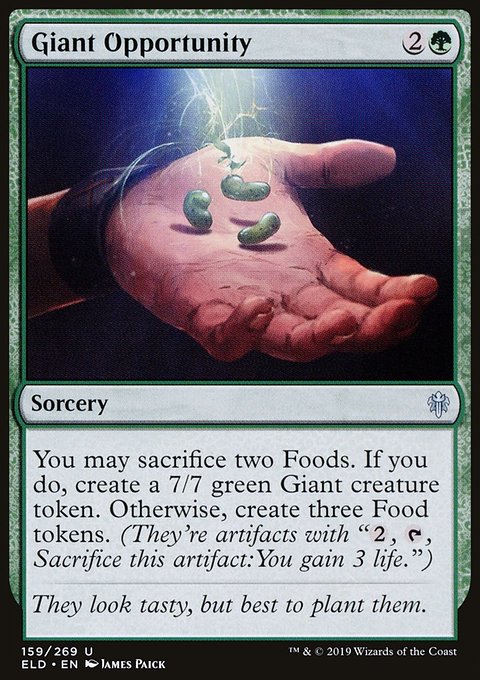 Giant Opportunity 2
Sorcery
You may sacrifice two Foods. If you
do, create a 7/7 green Giant creature
token. Otherwise, create three Food
tokens. (They're artifacts with “2, ,
Sacrifice this artifact: You gain 3 life.”)
They look tasty, but best to plant them.
159/269 U
ELD • EN James Paick
™ & © 2019 Wizards of the Coast